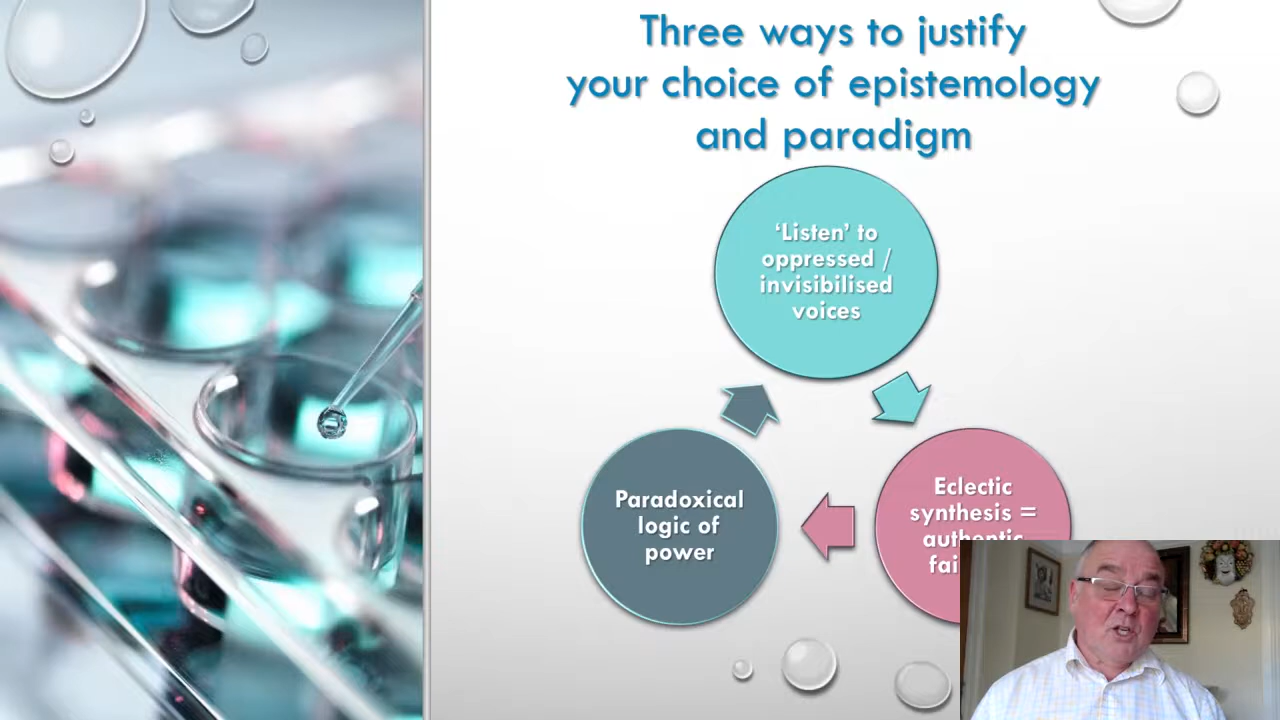 Three ways to justify
your choice of epistemology
and paradigm
‘Listen’ to
oppressed /
invisibilised
voices
Eclectic
synthesis =
authentic
Paradoxical
logic of
power